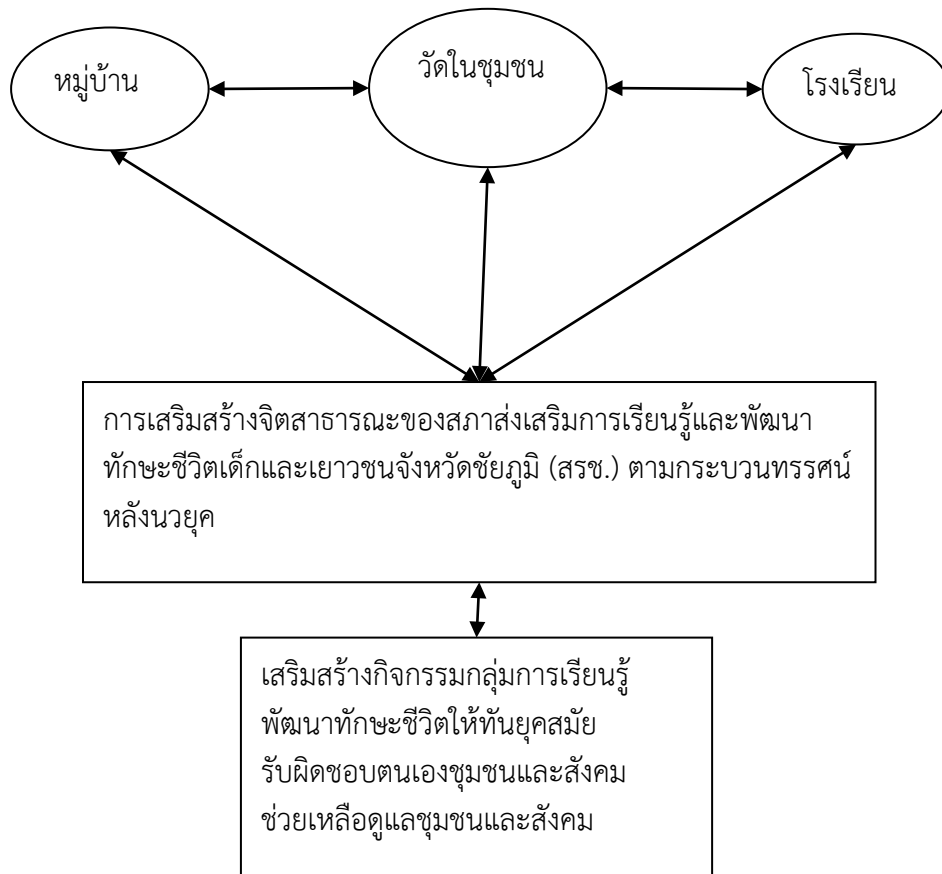 หมู่บ้าน
วัดในชุมชน
โรงเรียน
การเสริมสร้างจิตสาธารณะของสภาส่งเสริมการเรียนรู้และพัฒนา
ทักษะชีวิตเด็กและเยาวชนจังหวัดชัยภูมิ (สรช.) ตามกระบวนทรรศน์
หลังนวยุค
เสริมสร้างกิจกรรมกลุ่มการเรียนรู้
พัฒนาทักษะชีวิตให้ทันยุคสมัย
รับผิดชอบตนเองชุมชนและสังคม
ช่วยเหลือดูแลชุมชนและสังคม